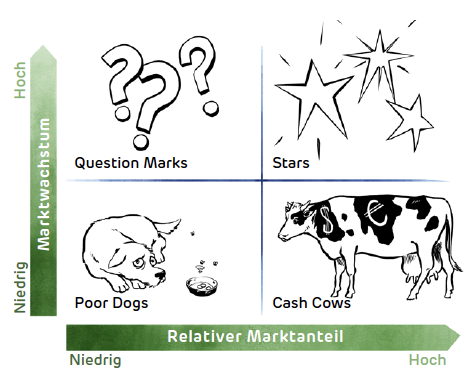 Hoch
Marktwachstum
Niedrig
???
Question Marks
Stars
Poor Dogs
$ €
Cash Cows
Relativer Marktanteil
Niedrig
Hoch